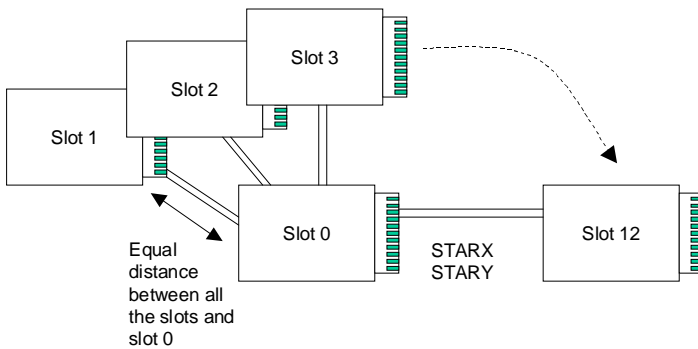 Slot 3
Slot 2
Slot 1
Slot 0
Slot 12
STARX
STARY
Equal
distance
between all
the slots and
slot 0